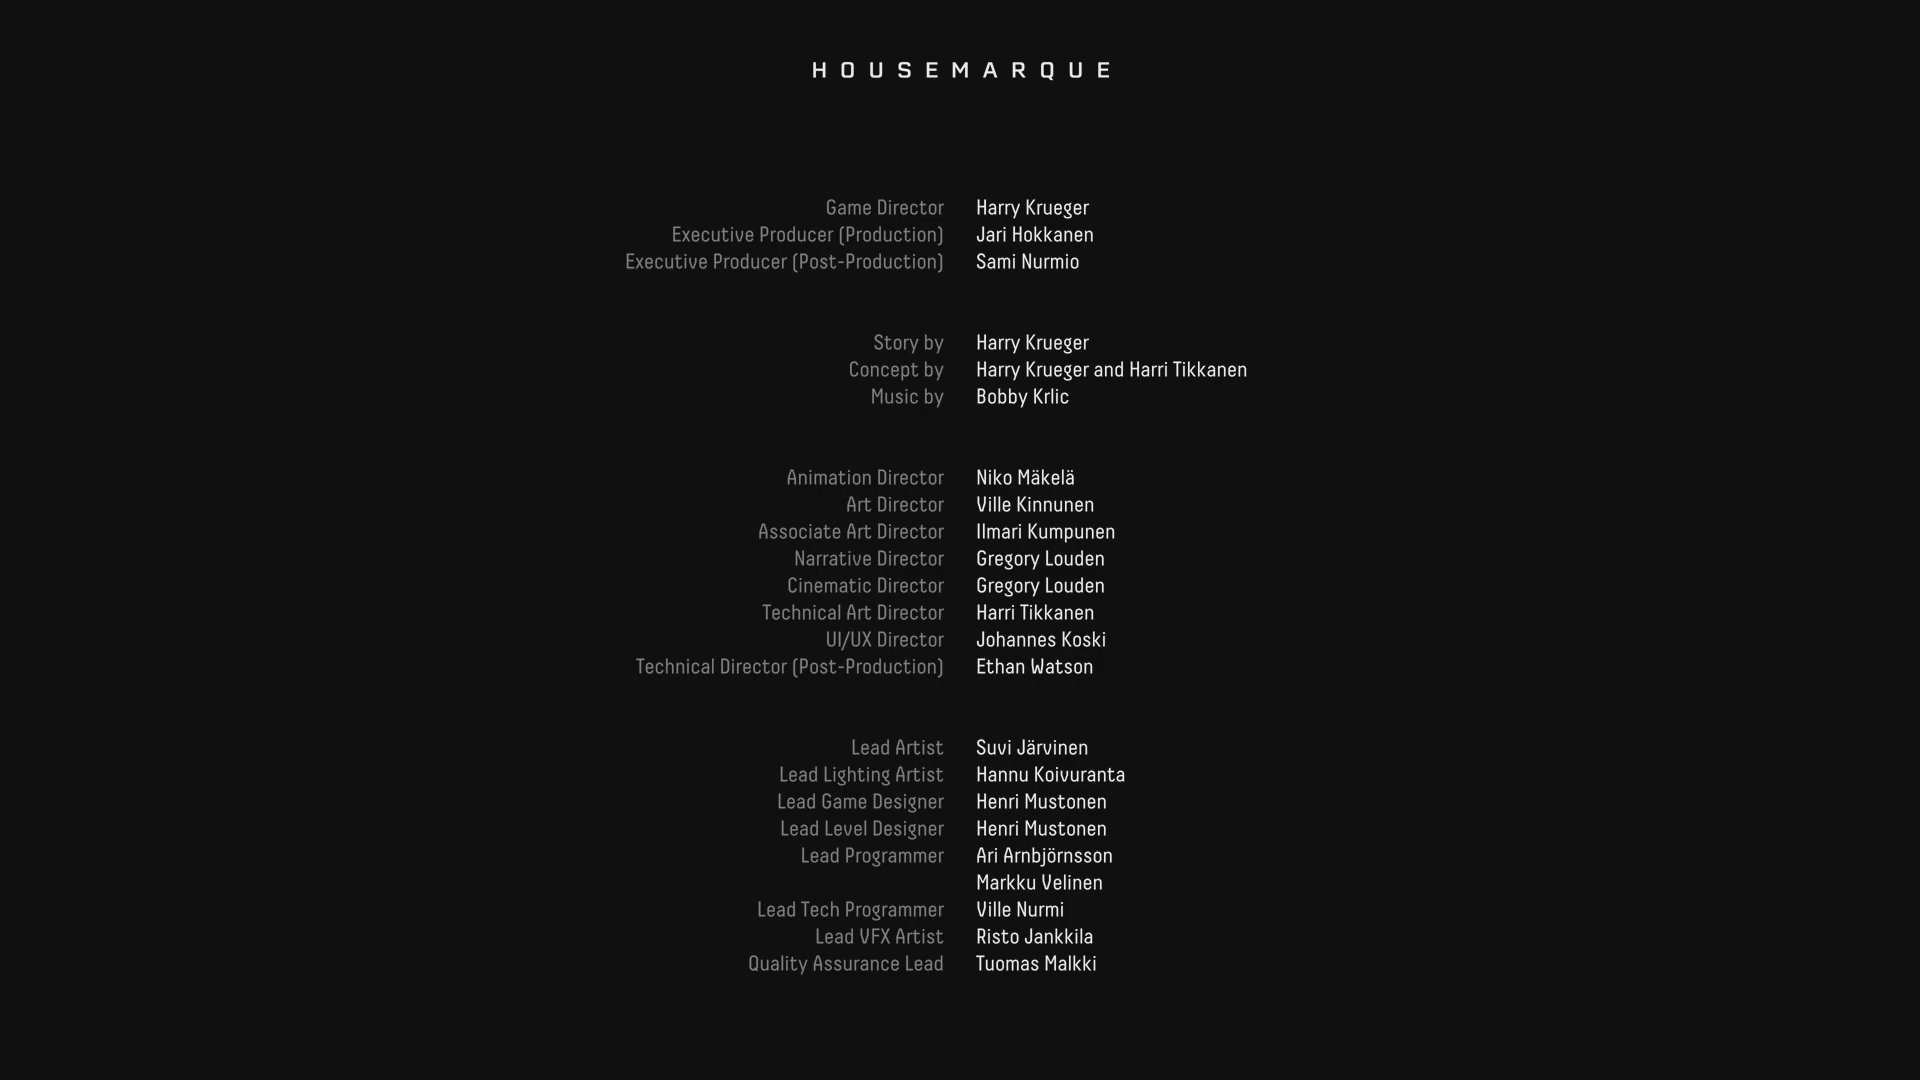 HOUSEMARQUE
Game Director Harry Krueger
Executive Producer (Production) Jari Hokkanen
Executive Producer (Post-Production) Sami Nurmio
Story by Harry Krueger
Concept by Harry Krueger and Harri Tikkanen
Music by Bobby Krlic
Animation Director Niko Mäkelä
Art Director Ville Kinnunen
Associate Art Director Ilmari Kumpunen
Narrative Director Gregory Louden
Cinematic Director Gregory Louden
Technical Art Director Harri Tikkanen
UI/UX Director Johannes Koski
Technical Director (Post-Production) Ethan Watson
Lead Artist Suvi Järvinen
Lead Lighting Artist Hannu Koivuranta
Lead Game Designer Henri Mustonen
Lead Level Designer Henri Mustonen
Lead Programmer Ari Arnbjörnsson
Markku Velinen
Lead Tech Programmer Ville Nurmi
Lead VFX Artist Risto Jankkila
Quality Assurance Lead Tuomas Malkki